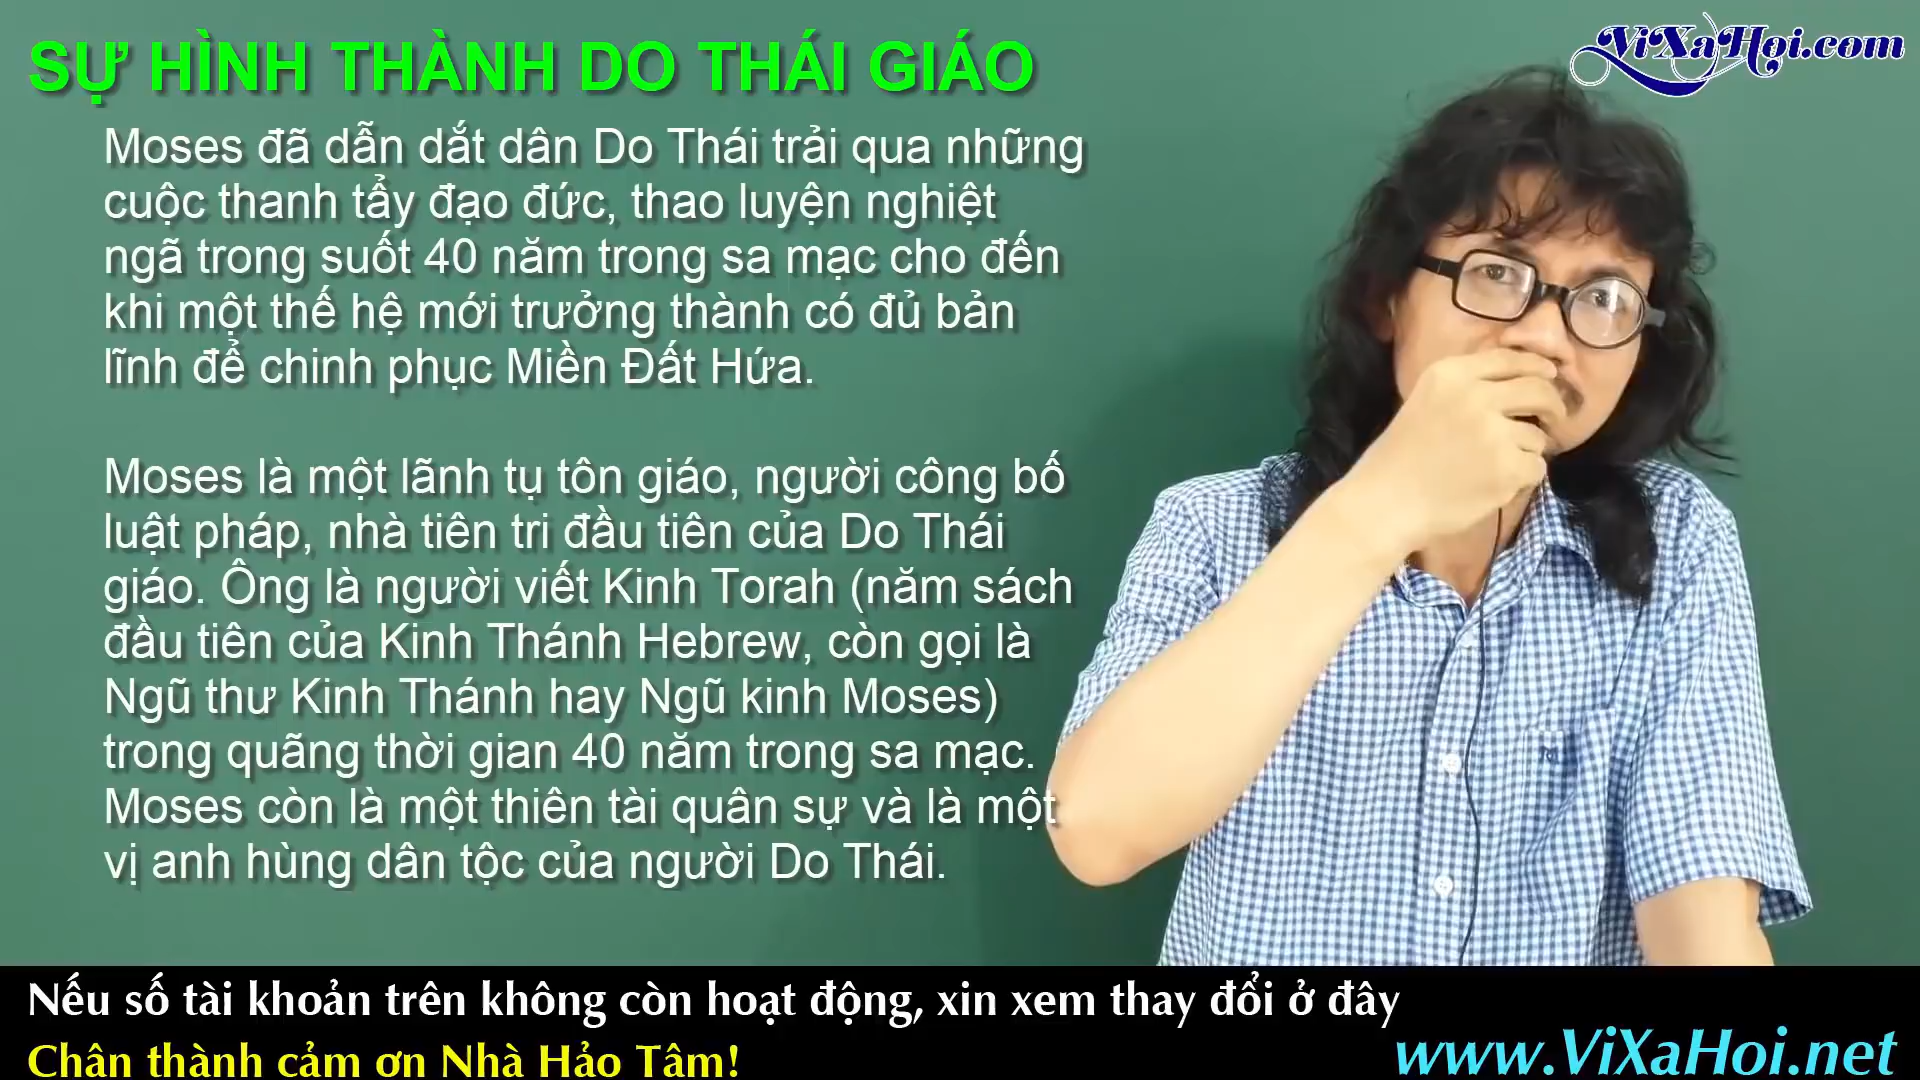 SỰ HÌNH THÀNH DO THÁI GIÁO
ViXaHoi.com
Moses đã dẫn dắt dân Do Thái trải qua những
cuộc thanh tẩy đạo đức, thao luyện nghiệt
ngã trong suốt 40 năm trong sa mạc cho đến
khi một thế hệ mới trưởng thành có đủ bản
lĩnh để chinh phục Miền Đất Hứa.
Moses là một lãnh tụ tôn giáo, người công bố
luật pháp, nhà tiên tri đầu tiên của Do Thái
giáo. Ông là người viết Kinh Torah (năm sách
đầu tiên của Kinh Thánh Hebrew, còn gọi là
Ngũ thư Kinh Thánh hay Ngũ kinh Moses)
trong quãng thời gian 40 năm trong sa mạc.
Moses còn là một thiên tài quân sự và là một
vị anh hùng dân tộc của người Do Thái.
Nếu số tài khoản trên không còn hoạt động, xin xem thay đổi ở đây
Chân thành cảm ơn Nhà Hảo Tâm!
www.ViXaHoi.net